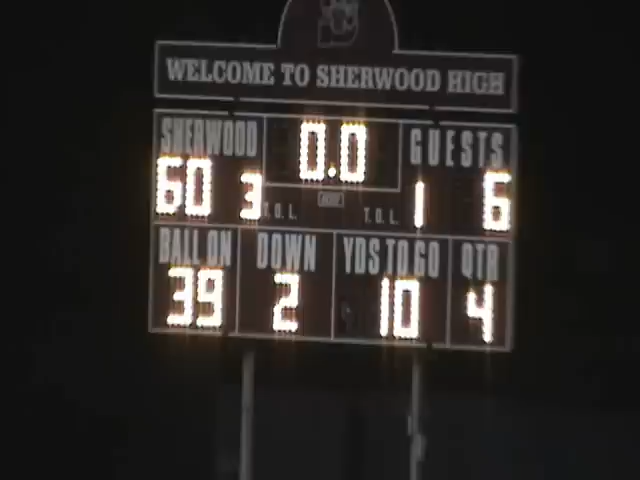 WELCOME TO SHERWOOD HIGH
SHERWOOD 0.0 GUESTS
60 3 T.O.L. T.O.L. 1 6
BALL ON DOWN YDS TO GO QTR
39 2 10 4